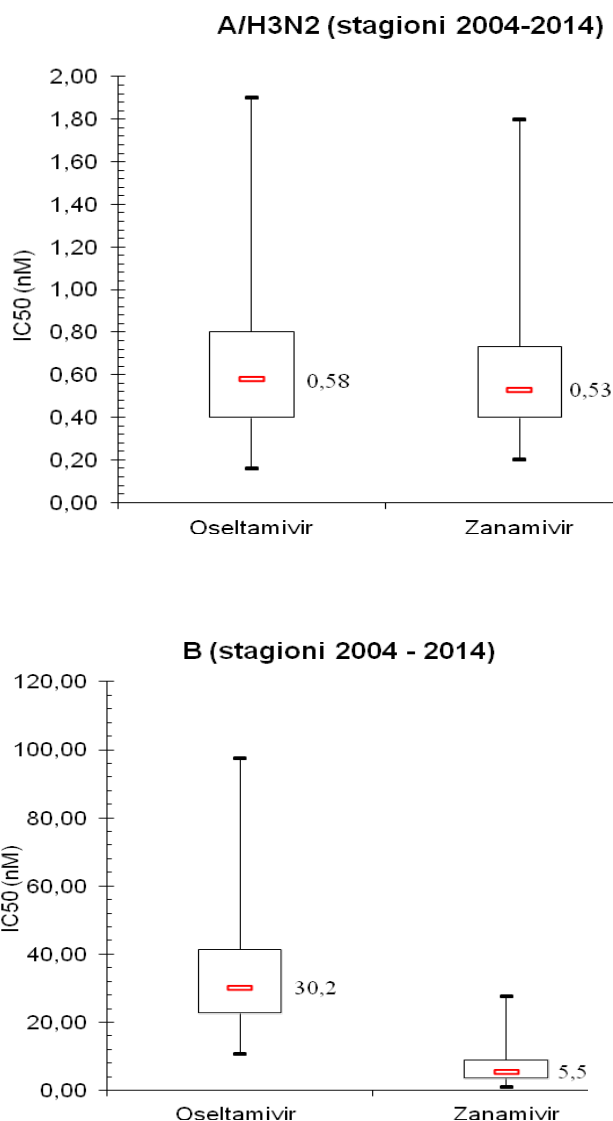 A/H3N2 (stagioni 2004-2014)
2,00
1,80
1,60
1,40
1,20
1,00
0,80
0,60
0,40
0,20
0,00
IC50 (nM)
0,58
0,53
Oseltamivir
Zanamivir
B (stagioni 2004 - 2014)
120,00
100,00
80,00
60,00
40,00
20,00
0,00
IC50 (nM)
30,2
5,5
Oseltamivir
Zanamivir